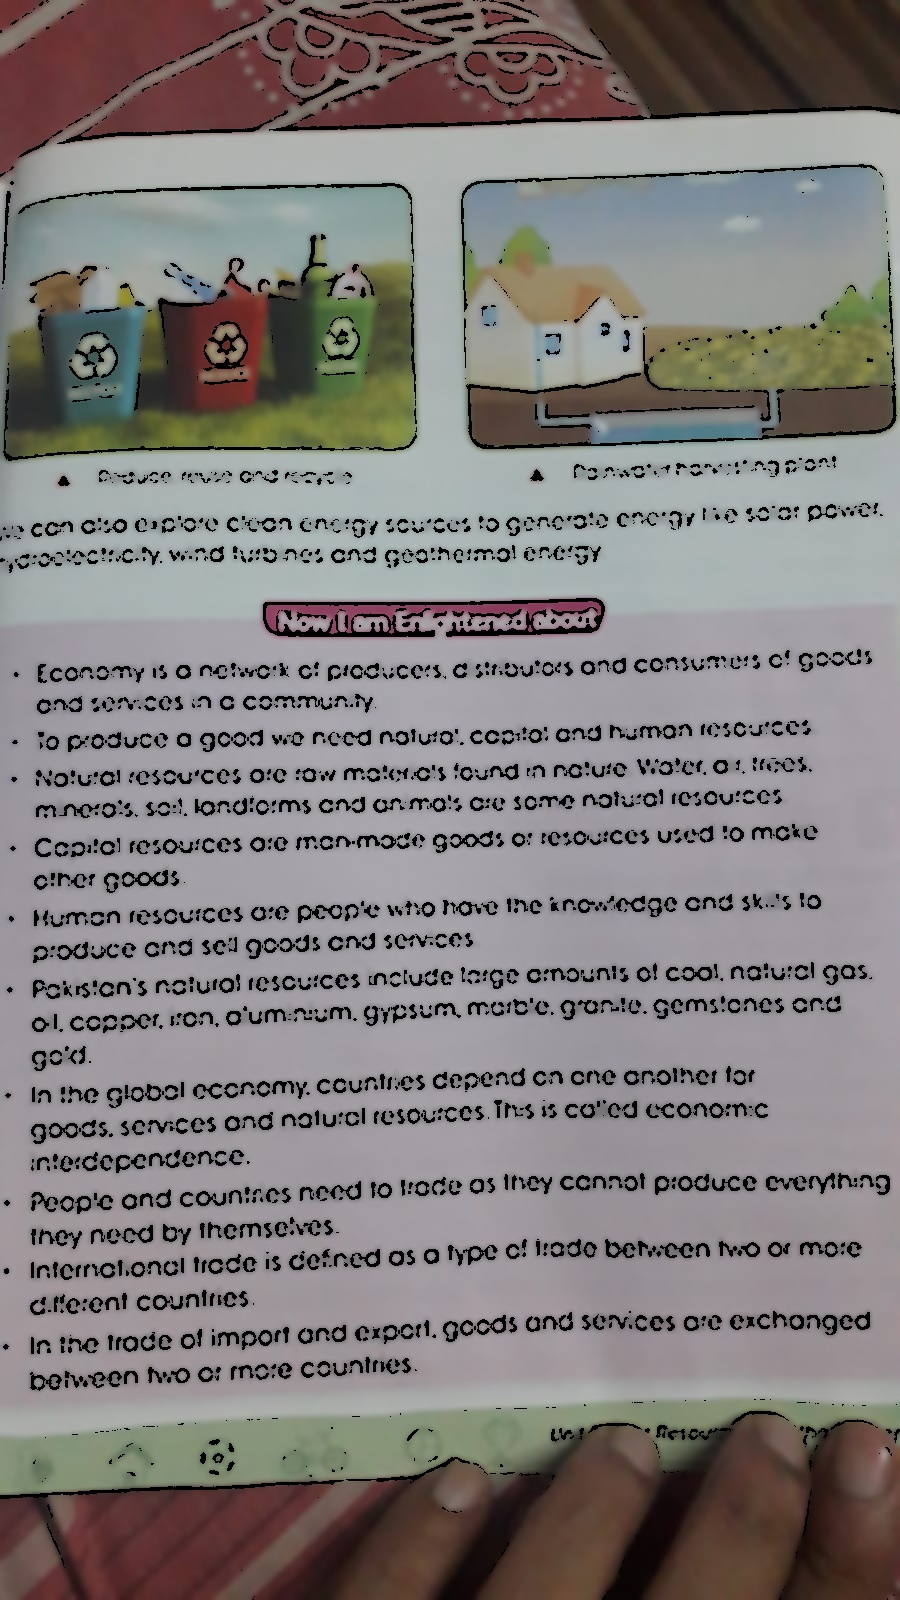 Reduce reuse and recycle
Rainwater harvesting plant
we can also explore clean energy sources to generate energy like solar power,
hydroelectricity, wind turbines and geothermal energy
Now I am Enlightened about
• Economy is a network of producers, distributors and consumers of goods
and services in a community.
• To produce a good we need natural, capital and human resources
• Natural resources are raw materials found in nature. Water, air, trees,
minerals, soil, landforms and animals are some natural resources
• Capital resources are man-made goods or resources used to make
other goods.
• Human resources are people who have the knowledge and skills to
produce and sell goods and services
• Pakistan's natural resources include large amounts of coal, natural gas,
oil, copper, iron, aluminium, gypsum, marble, granite, gemstones and
gold.
• In the global economy, countries depend on one another for
goods, services and natural resources. This is called economic
interdependence.
• People and countries need to trade as they cannot produce everything
they need by themselves.
• International trade is defined as a type of trade between two or more
different countries.
• In the trade of import and export, goods and services are exchanged
between two or more countries.